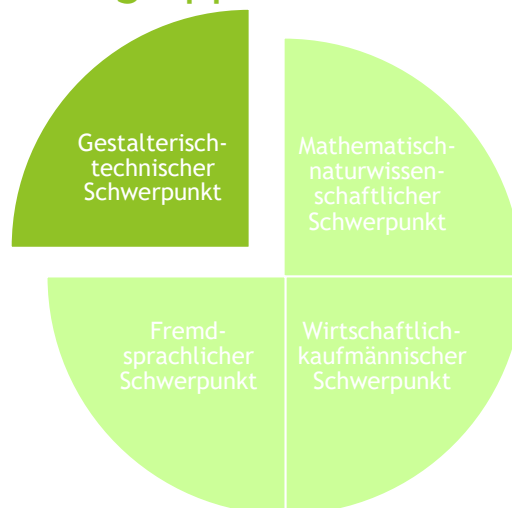 Gestalterisch-
technischer
Schwerpunkt
Mathematisch-
naturwissen-
schaftlicher
Schwerpunkt
Fremd-
sprachlicher
Schwerpunkt
Wirtschaftlich-
kaufmännischer
Schwerpunkt